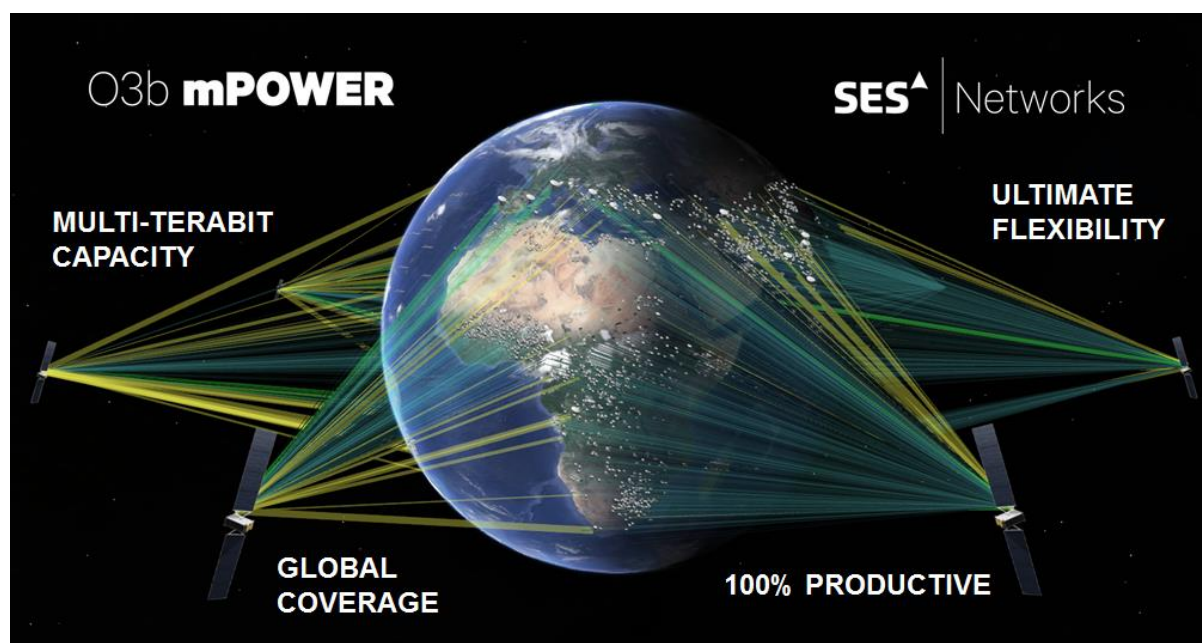 O3b mPOWER
SES Networks
MULTI-TERABIT
CAPACITY
ULTIMATE
FLEXIBILITY
GLOBAL
COVERAGE
100% PRODUCTIVE